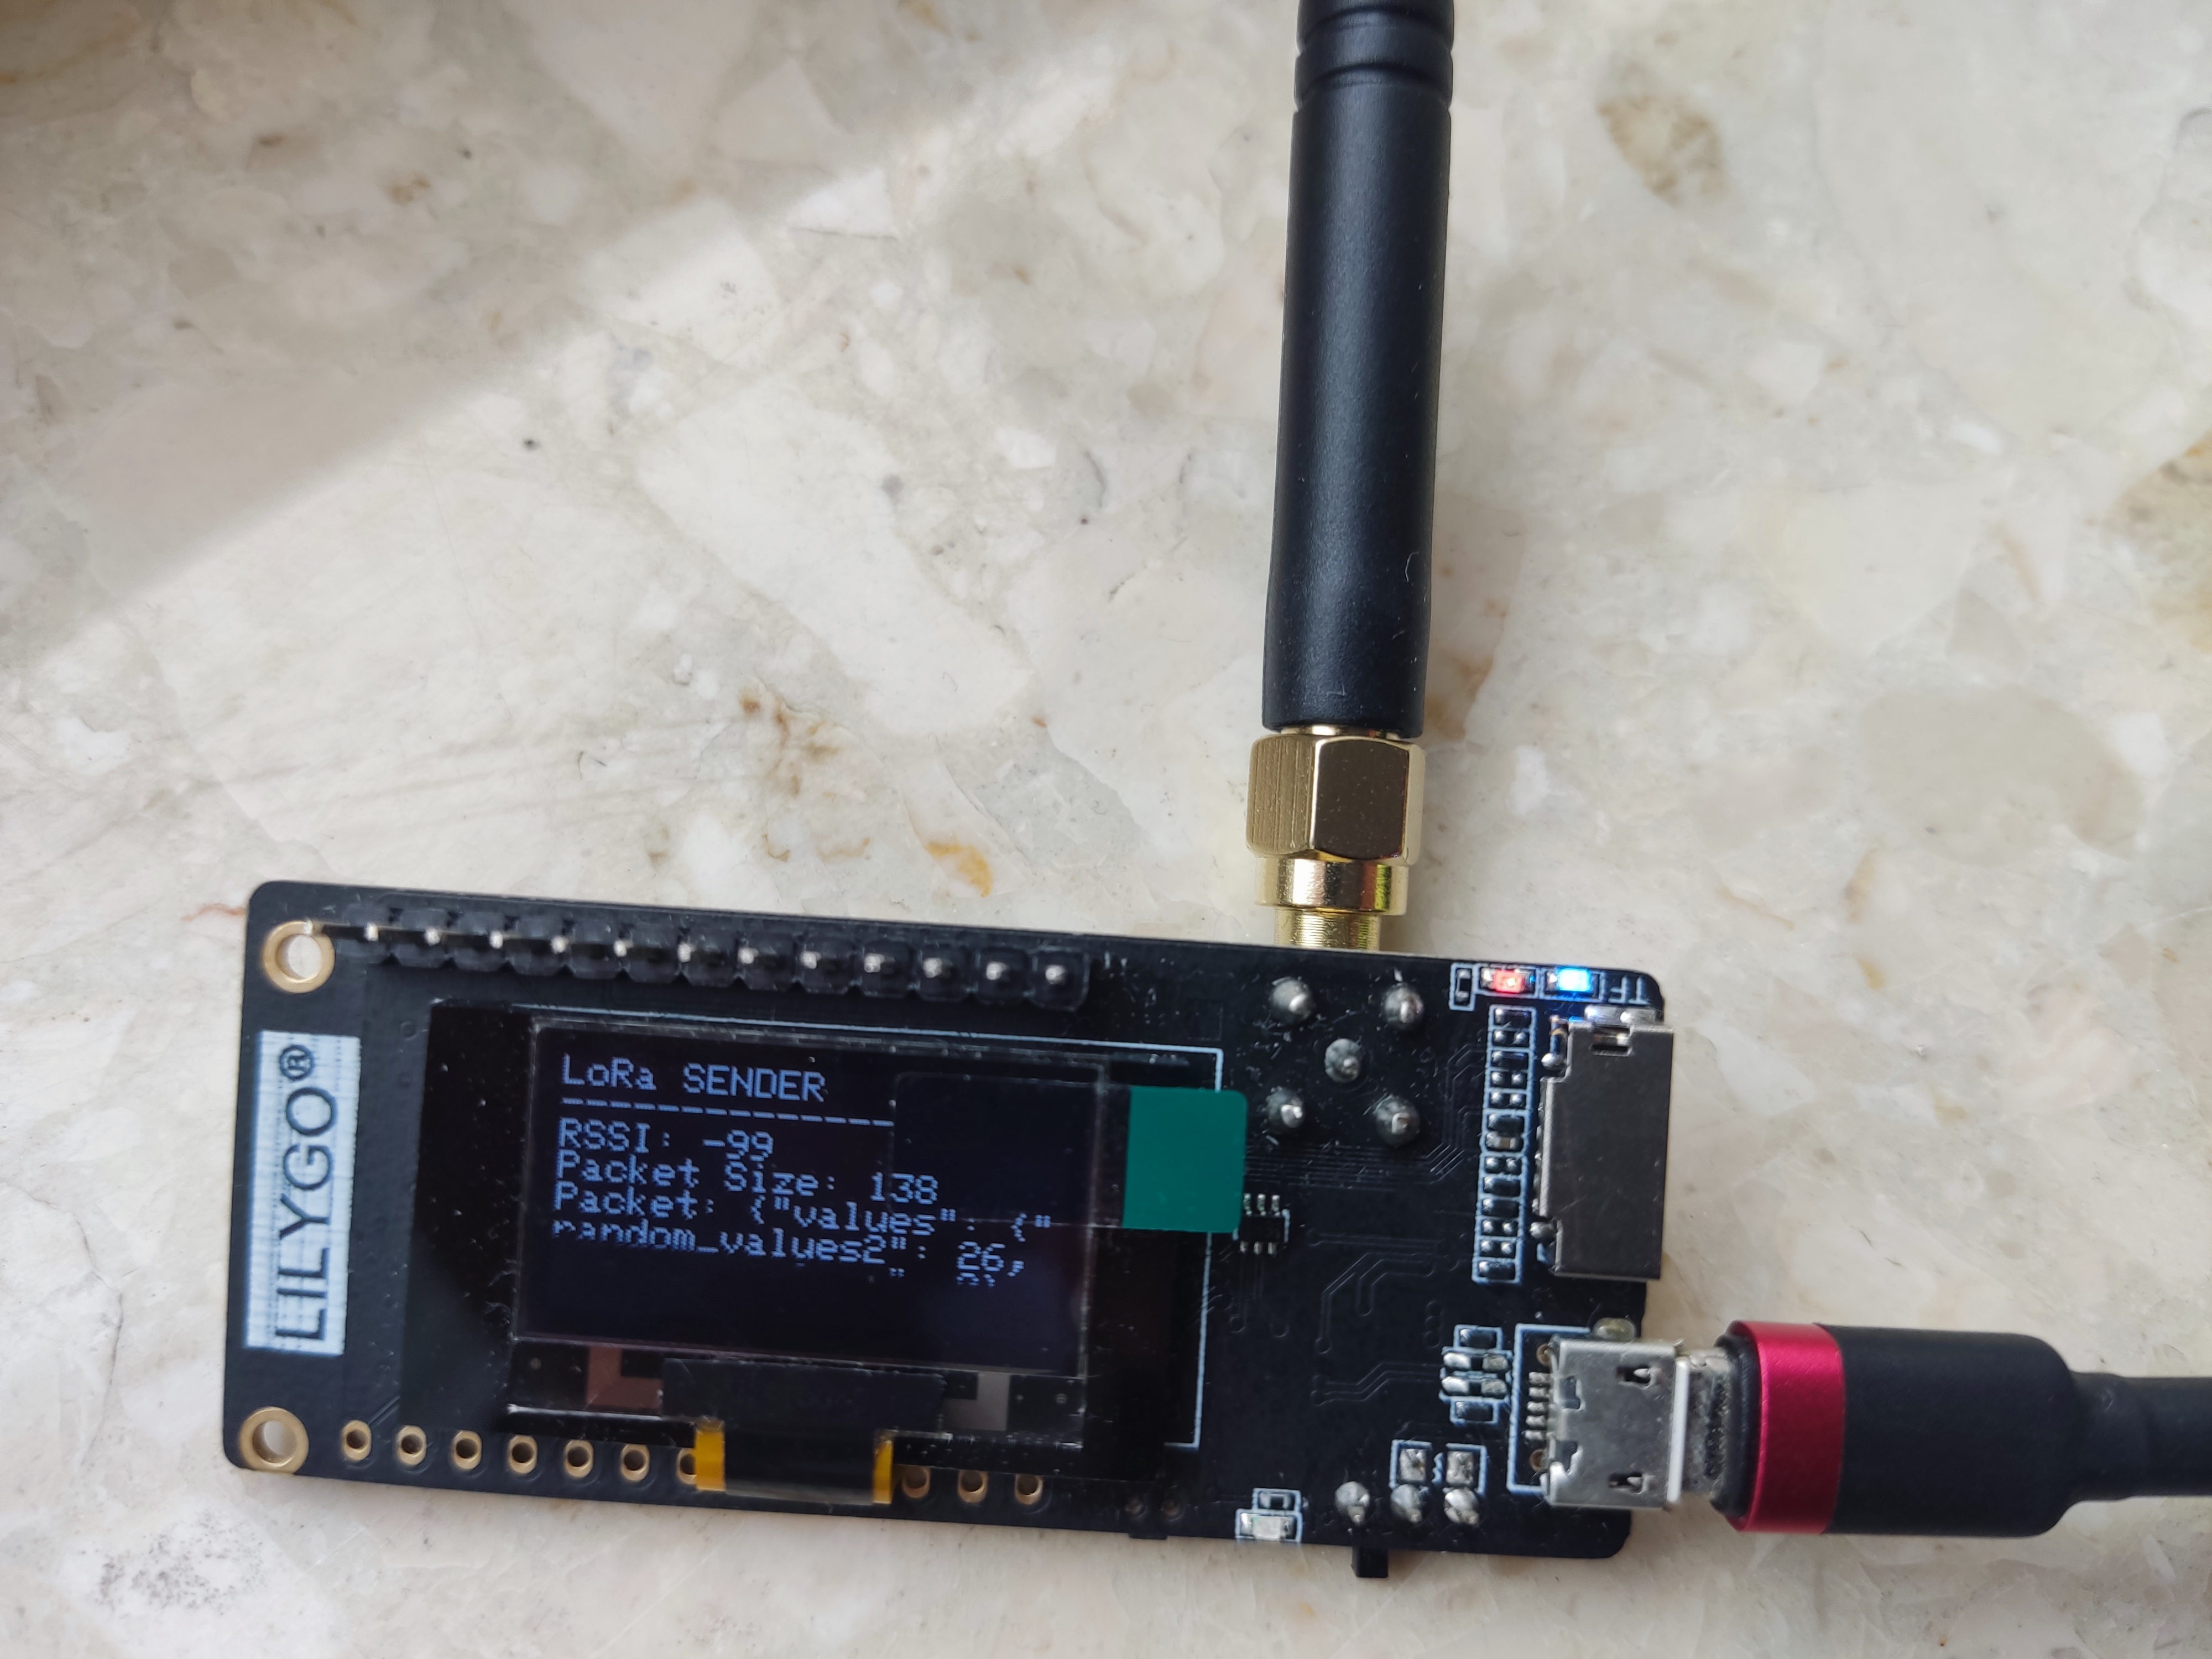 LoRa SENDER
--------------
RSSI: -99
Packet Size: 138
Packet: {"values": {"
random_values2": 26,
LILYGO®
TF